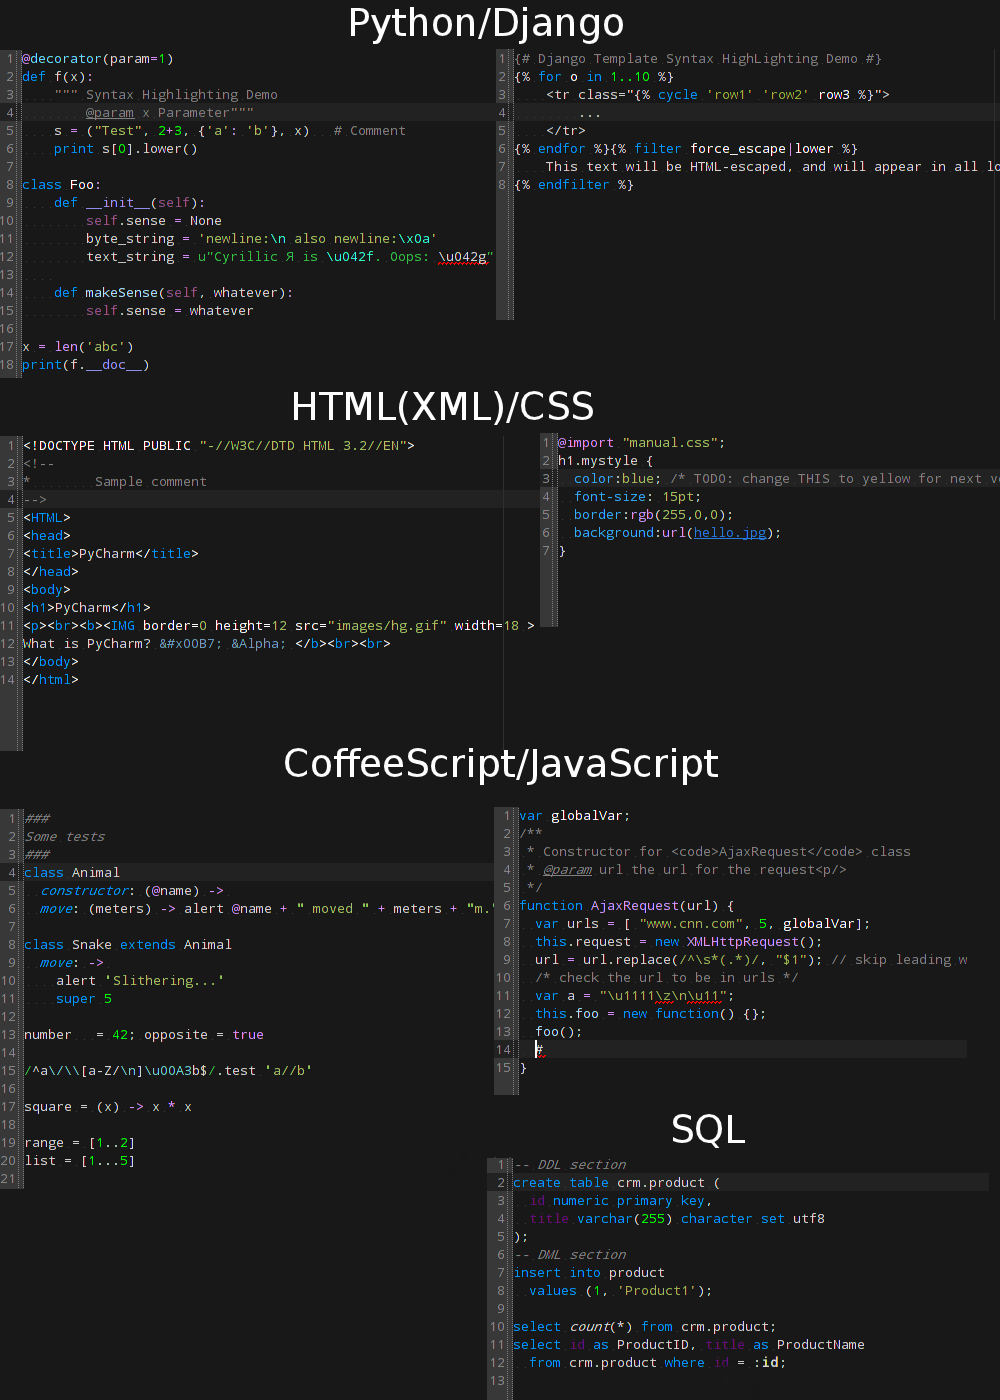 Python/Django
1 @decorator(param=1)
2 def f(x):
3 """ Syntax Highlighting Demo
4 @param x Parameter"""
5 s = ("Test", 2+3, {'a': 'b'}, x) # Comment
6 print s[0].lower()
7
8 class Foo:
9 def __init__(self):
10 self.sense = None
11 byte_string = 'newline:\n also newline:\x0a'
12 text_string = u"Cyrillic Я is \u042f. Oops: \u042g"
13
14 def makeSense(self, whatever):
15 self.sense = whatever
16
17 x = len('abc')
18 print(f.__doc__)
1 {# Django Template Syntax HighLighting Demo #}
2 {% for o in 1..10 %}
3 <tr class="{% cycle 'row1' 'row2' row3 %}">
4 ...
5 </tr>
6 {% endfor %}{% filter force_escape|lower %}
7 This text will be HTML-escaped, and will appear in all lo
8 {% endfilter %}
HTML(XML)/CSS
1 <!DOCTYPE HTML PUBLIC "-//W3C//DTD HTML 3.2//EN">
2 <!--
3 * Sample comment
4 -->
5 <HTML>
6 <head>
7 <title>PyCharm</title>
8 </head>
9 <body>
10 <h1>PyCharm</h1>
11 <p><br><b><IMG border=0 height=12 src="images/hg.gif" width=18 >
12 What is PyCharm? &#x00B7; &Alpha; </b><br><br>
13 </body>
14 </html>
1 @import "manual.css";
2 h1.mystyle {
3 color:blue; /* TODO: change THIS to yellow for next v
4 font-size: 15pt;
5 border:rgb(255,0,0);
6 background:url(hello.jpg);
7 }
CoffeeScript/JavaScript
1 ###
2 Some tests
3 ###
4 class Animal
5 constructor: (@name) ->
6 move: (meters) -> alert @name + " moved " + meters + "m."
7
8 class Snake extends Animal
9 move: ->
10 alert 'Slithering...'
11 super 5
12
13 number = 42; opposite = true
14
15 /^a\/\\[a-Z/\n]\u00A3b$/.test 'a//b'
16
17 square = (x) -> x * x
18
19 range = [1..2]
20 list = [1...5]
21
1 var globalVar;
2 /**
3 * Constructor for <code>AjaxRequest</code> class
4 * @param url the url for the request<p/>
5 */
6 function AjaxRequest(url) {
7 var urls = [ "www.cnn.com", 5, globalVar];
8 this.request = new XMLHttpRequest();
9 url = url.replace(/^\s*(.*)/, "$1"); // skip leading w
10 /* check the url to be in urls */
11 var a = "\u1111\z\n\u11";
12 this.foo = new function() {};
13 foo();
14 #
15 }
SQL
1 -- DDL section
2 create table crm.product (
3 id numeric primary key,
4 title varchar(255) character set utf8
5 );
6 -- DML section
7 insert into product
8 values (1, 'Product1');
9
10 select count(*) from crm.product;
11 select id as ProductID, title as ProductName
12 from crm.product where id = :id;
13